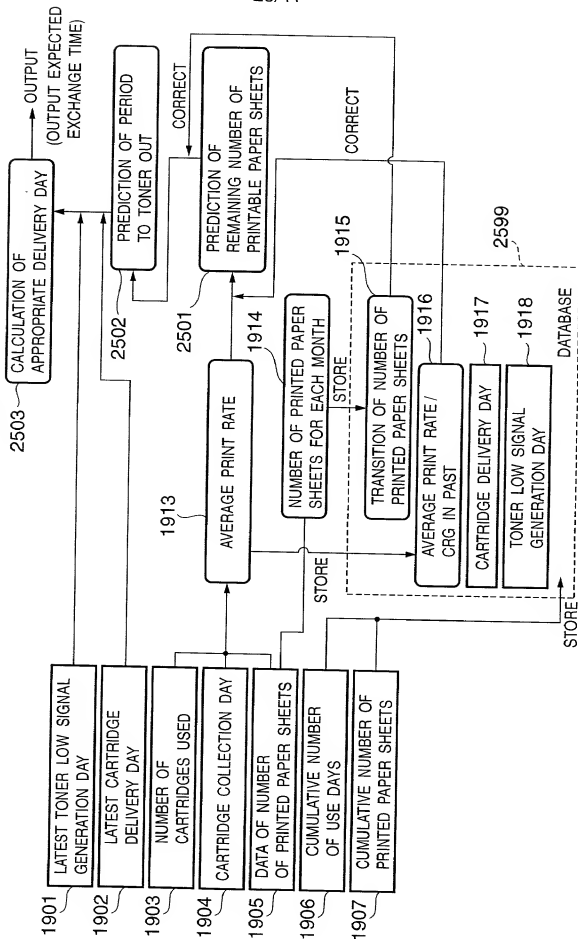 1901
LATEST TONER LOW SIGNAL
GENERATION DAY
1902
LATEST CARTRIDGE
DELIVERY DAY
1903
NUMBER OF
CARTRIDGES USED
1904
CARTRIDGE COLLECTION DAY
1905
DATA OF NUMBER
OF PRINTED PAPER SHEETS
1906
CUMULATIVE NUMBER
OF USE DAYS
1907
CUMULATIVE NUMBER OF
PRINTED PAPER SHEETS
1913
AVERAGE PRINT RATE
1914
NUMBER OF PRINTED PAPER
SHEETS FOR EACH MONTH
STORE
STORE
STORE
1915
TRANSITION OF NUMBER OF
PRINTED PAPER SHEETS
1916
AVERAGE PRINT RATE/
CRG IN PAST
1917
CARTRIDGE DELIVERY DAY
1918
TONER LOW SIGNAL
GENERATION DAY
DATABASE
2599
2501
PREDICTION OF
REMAINING NUMBER OF
PRINTABLE PAPER SHEETS
CORRECT
CORRECT
2502
PREDICTION OF PERIOD
TO TONER OUT
2503
CALCULATION OF
APPROPRIATE DELIVERY DAY
OUTPUT
(OUTPUT EXPECTED
EXCHANGE TIME)